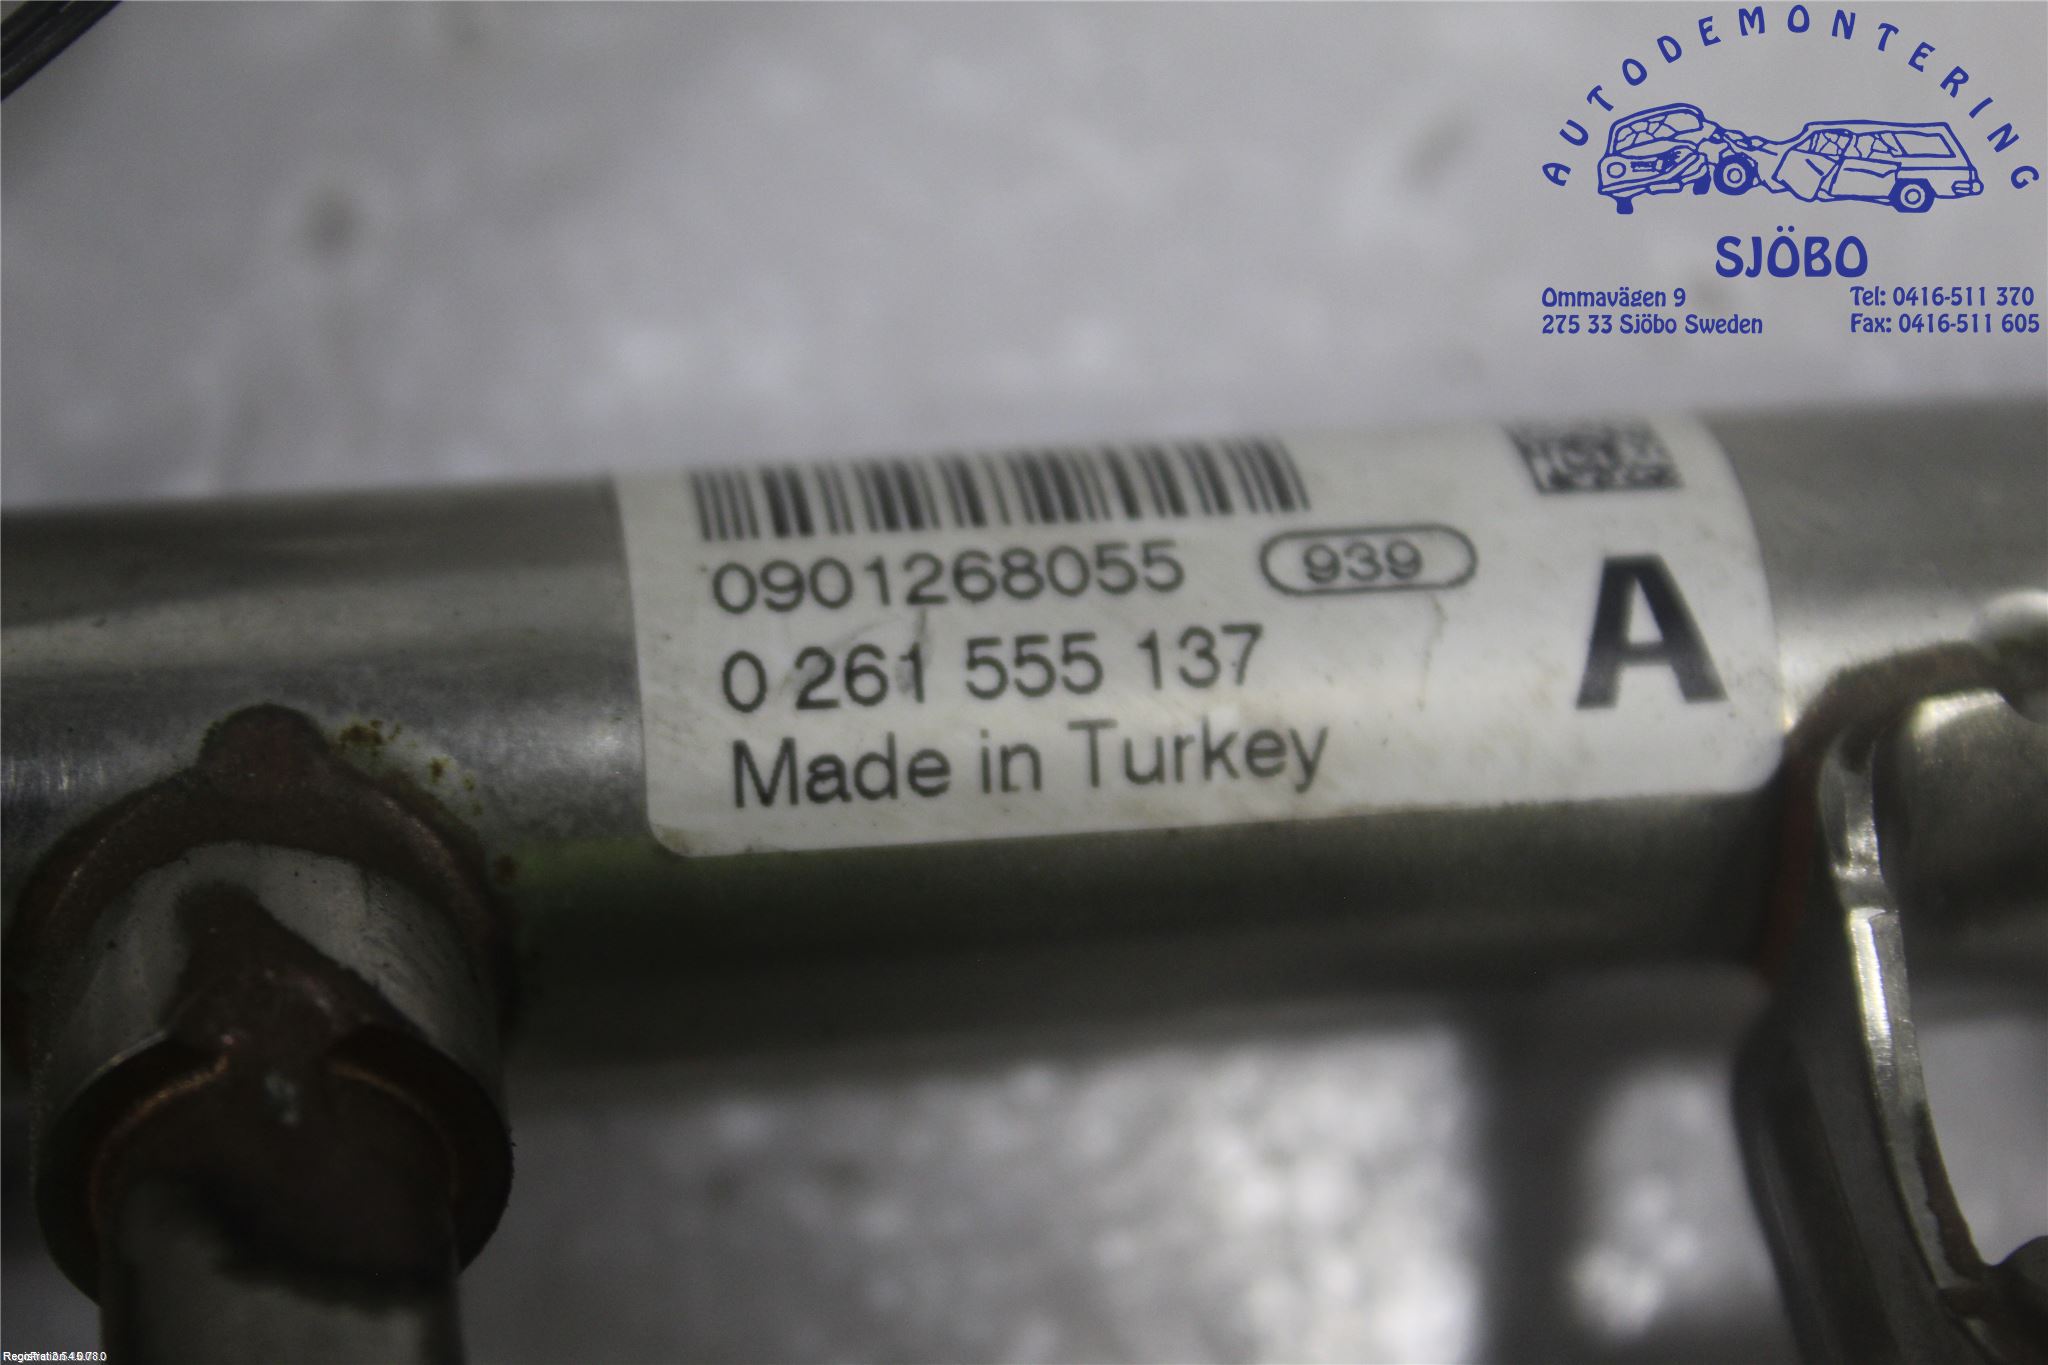 AUTODEMONTERING
SJÖBO
Ommavägen 9
Tel: 0416-511 370
275 33 Sjöbo Sweden
Fax: 0416-511 605
0901268055
939
0 261 555 137
A
Made in Turkey